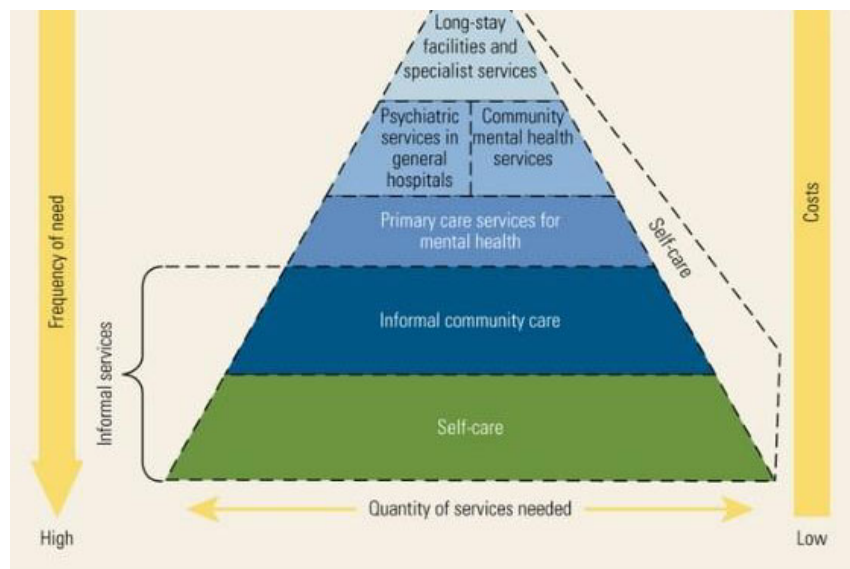 Long-stay
facilities and
specialist services
Psychiatric
services in
general
hospitals
Community
mental health
services
Primary care services for
mental health
Self-care
Costs
Frequency of need
Informal services
Informal community care
Self-care
Quantity of services needed
High
Low